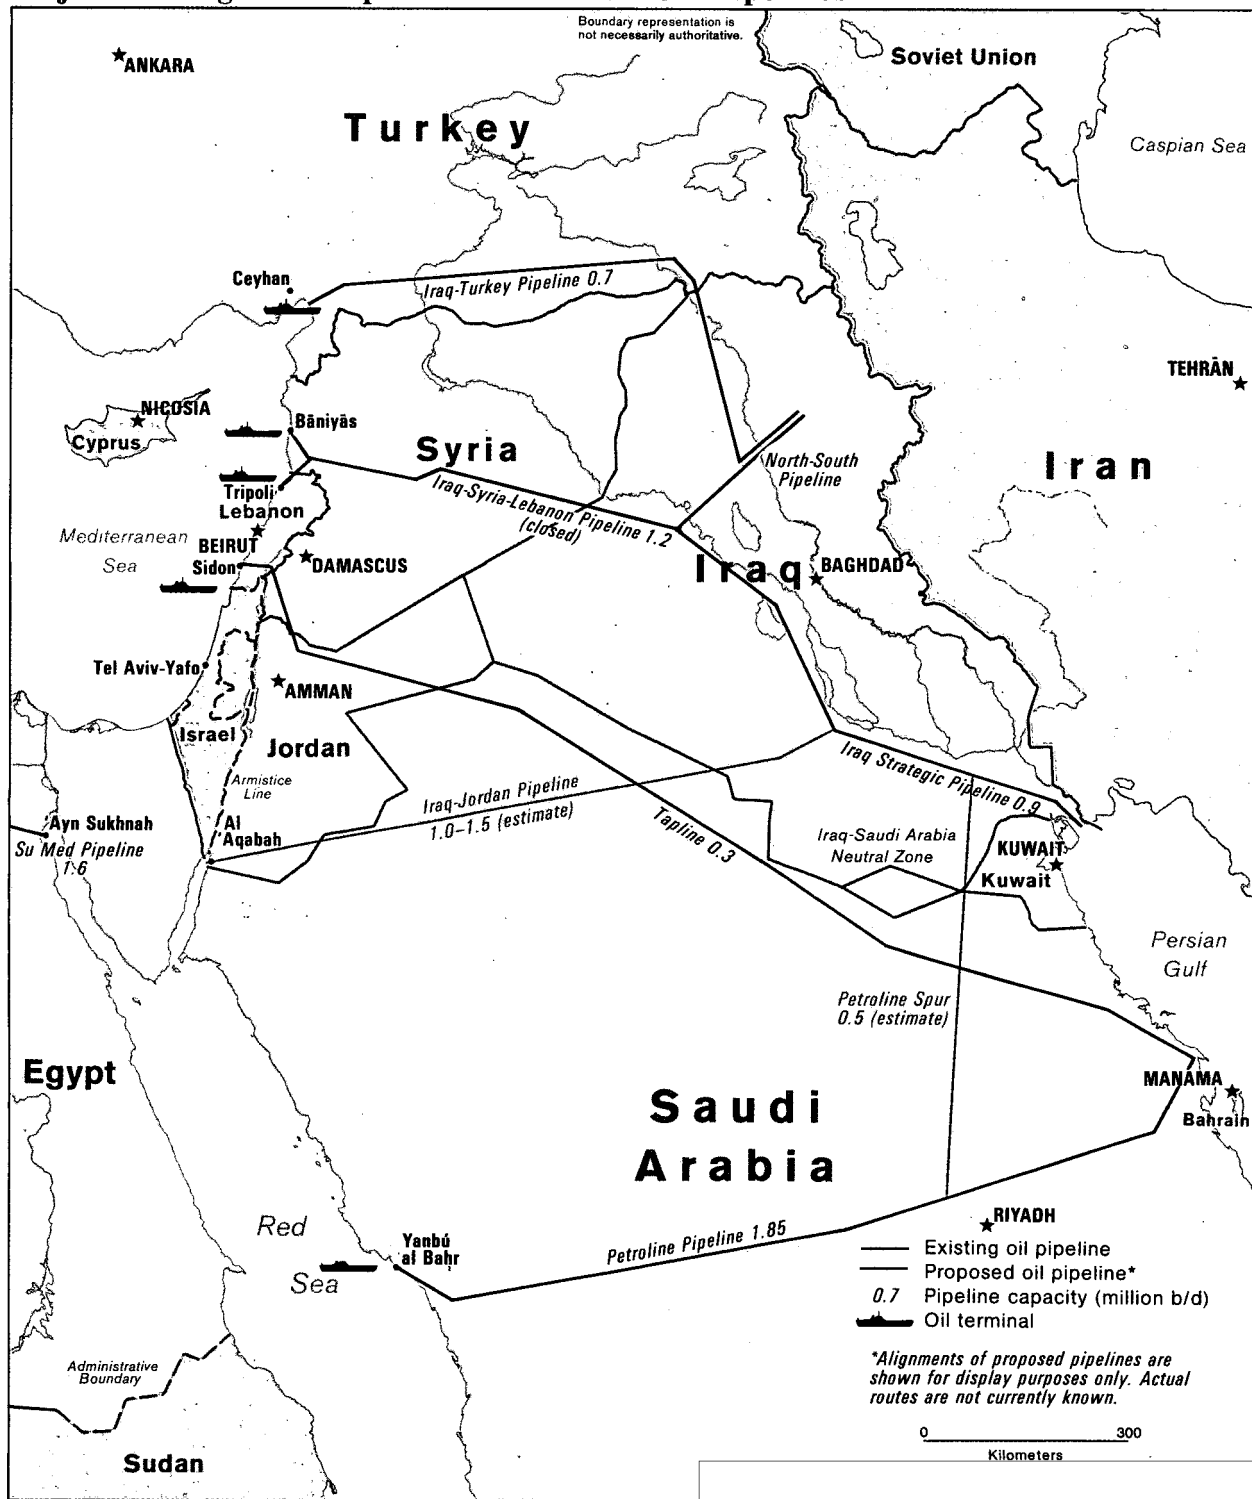 Boundary representation is
not necessarily authoritative.
ANKARA
Soviet Union
Turkey
Caspian Sea
Ceyhan
Iraq-Turkey Pipeline 0.7
TEHRĀN
NICOSIA
Cyprus
Bāniyās
Syria
North-South
Pipeline
Iran
Tripoli
Lebanon
Iraq-Syria-Lebanon Pipeline 1.2
(closed)
Mediterranean
Sea
BEIRUT
Sidon
DAMASCUS
Iraq
BAGHDAD
Tel Aviv-Yafo
AMMAN
Israel
Jordan
Armistice
Line
Iraq Strategic Pipeline 0.9
Iraq-Jordan Pipeline
1.0–1.5 (estimate)
Tapline 0.3
Al
'Aqabah
Ayn Sukhnah
Su Med Pipeline
1.6
Iraq-Saudi Arabia
Neutral Zone
KUWAIT
Kuwait
Persian
Gulf
Petroline Spur
0.5 (estimate)
Egypt
MANAMA
Bahrain
Saudi
Arabia
Red
Sea
Yanbú
al Baḥr
Petroline Pipeline 1.85
RIYADH
Existing oil pipeline
Proposed oil pipeline*
0.7 Pipeline capacity (million b/d)
Oil terminal
*Alignments of proposed pipelines are
shown for display purposes only. Actual
routes are not currently known.
Administrative
Boundary
0 300
Kilometers
Sudan